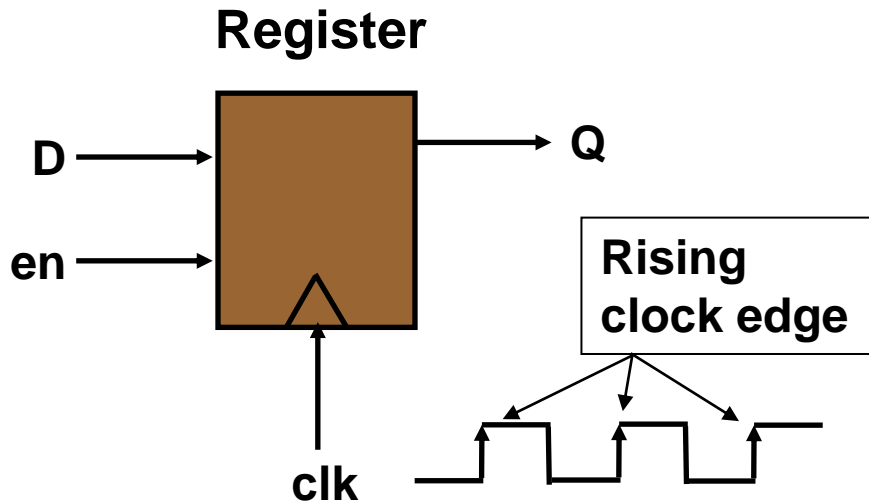 Register
D
Q
en
Rising
clock edge
clk